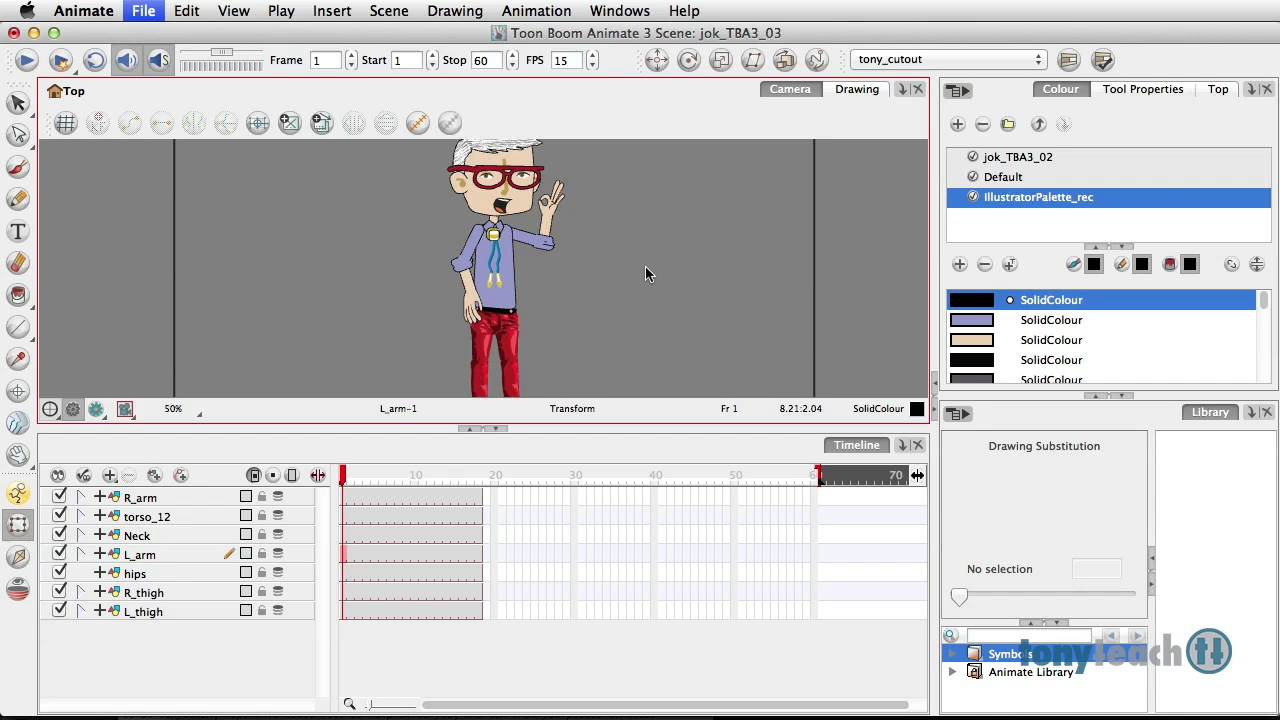 Animate File Edit View Play Insert Scene Drawing Animation Windows Help
Toon Boom Animate 3 Scene: jok_TBA3_03
Frame 1 Start 1 Stop 60 FPS 15 tony_cutout
Top Camera Drawing
Colour Tool Properties Top
jok_TBA3_02
Default
IllustratorPalette_rec
SolidColour
SolidColour
SolidColour
SolidColour
SolidColour
50% L_arm-1 Transform Fr 1 8.21:2.04 SolidColour
Library
Timeline
Drawing Substitution
10 20 30 40 50 6 70
R_arm
torso_12
Neck
L_arm
hips
R_thigh
L_thigh
No selection
Symbols
Animate Library
tonyteach